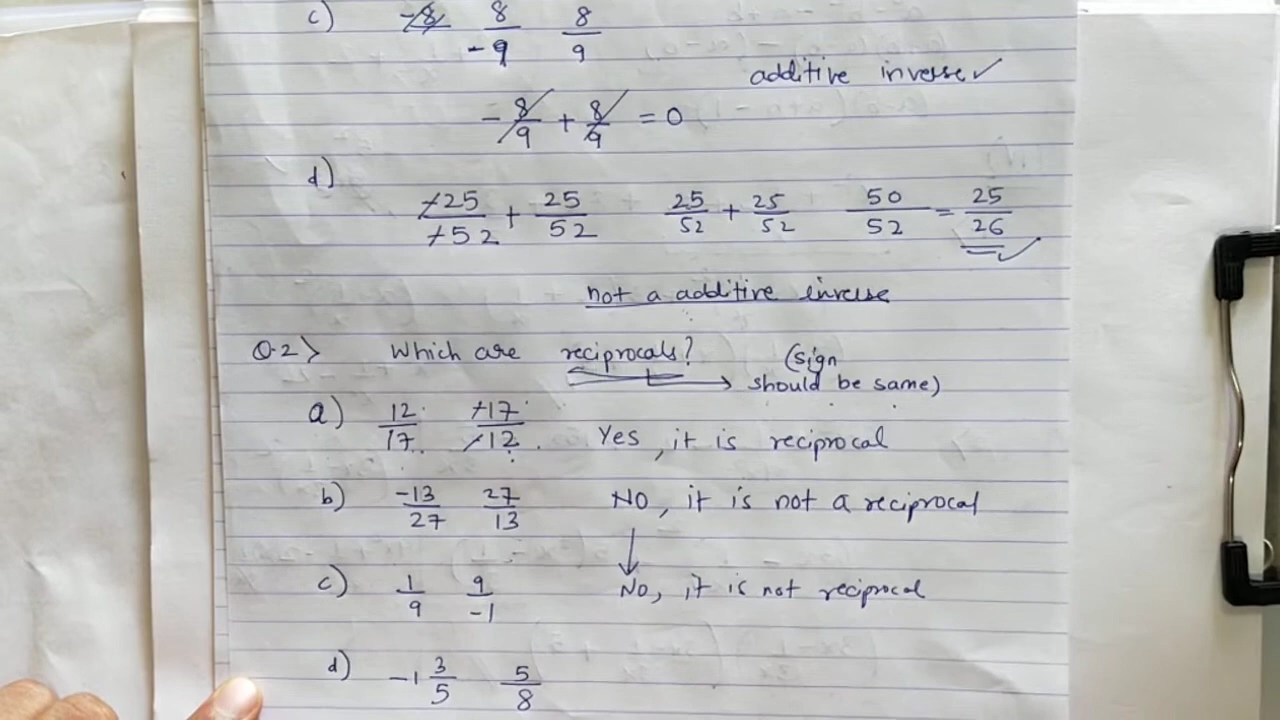 c) -8 8/-9 8/9
additive inverse ✓
-8/9 + 8/9 = 0
d) -25/-52 + 25/52 25/52 + 25/52 50/52 = 25/26
not a additive inverse
Q.2> Which are reciprocals? (sign
should be same)
a) 12/17 -17/-12 Yes, it is reciprocal
b) -13/27 27/13 NO, it is not a reciprocal
c) 1/9 9/-1 No, it is not reciprocal
d) -1 3/5 5/8